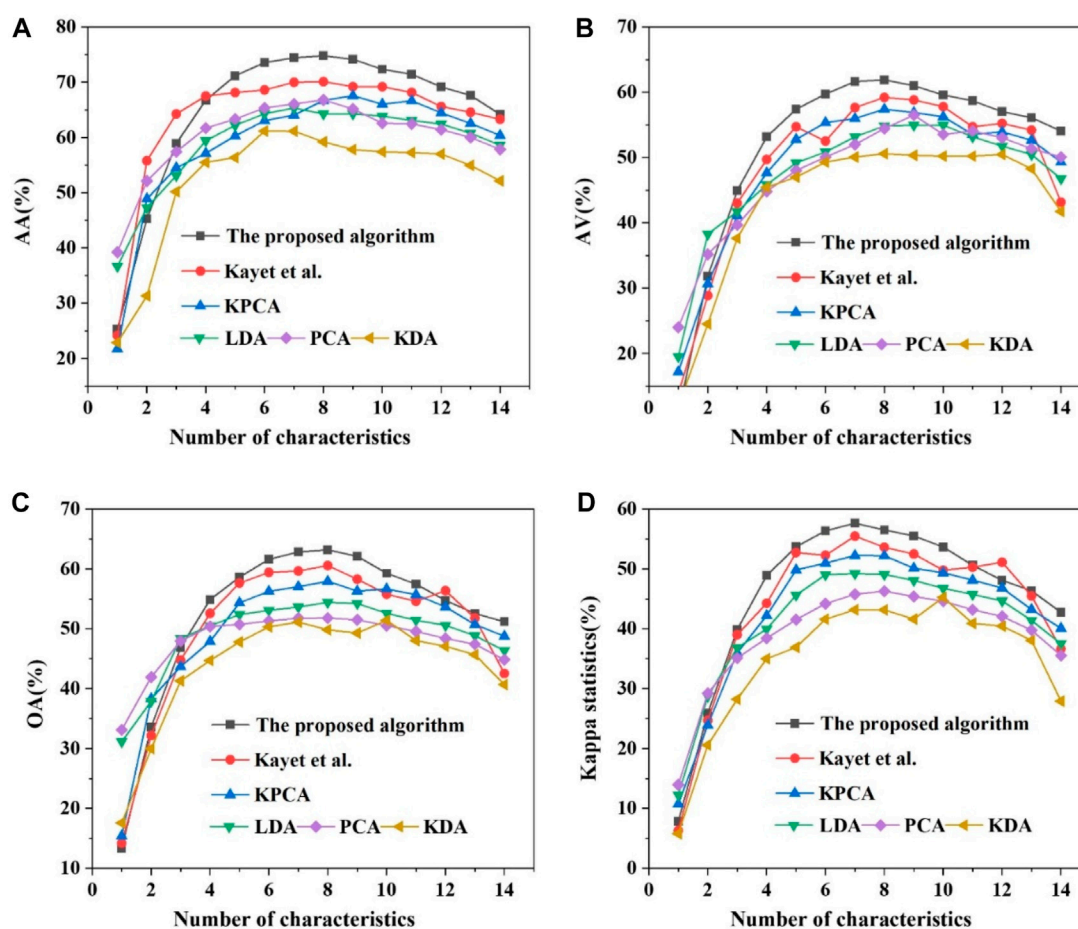 A
80
70
60
50
40
30
20
AA(%)
The proposed algorithm
Kayet et al.
KPCA
LDA PCA KDA
0 2 4 6 8 10 12 14
Number of characteristics
B
70
60
50
40
30
20
AV(%)
The proposed algorithm
Kayet et al.
KPCA
LDA PCA KDA
0 2 4 6 8 10 12 14
Number of characteristics
C
70
60
50
40
30
20
10
OA(%)
The proposed algorithm
Kayet et al.
KPCA
LDA PCA KDA
0 2 4 6 8 10 12 14
Number of characteristics
D
60
50
40
30
20
10
0
Kappa statistics(%)
The proposed algorithm
Kayet et al.
KPCA
LDA PCA KDA
0 2 4 6 8 10 12 14
Number of characteristics